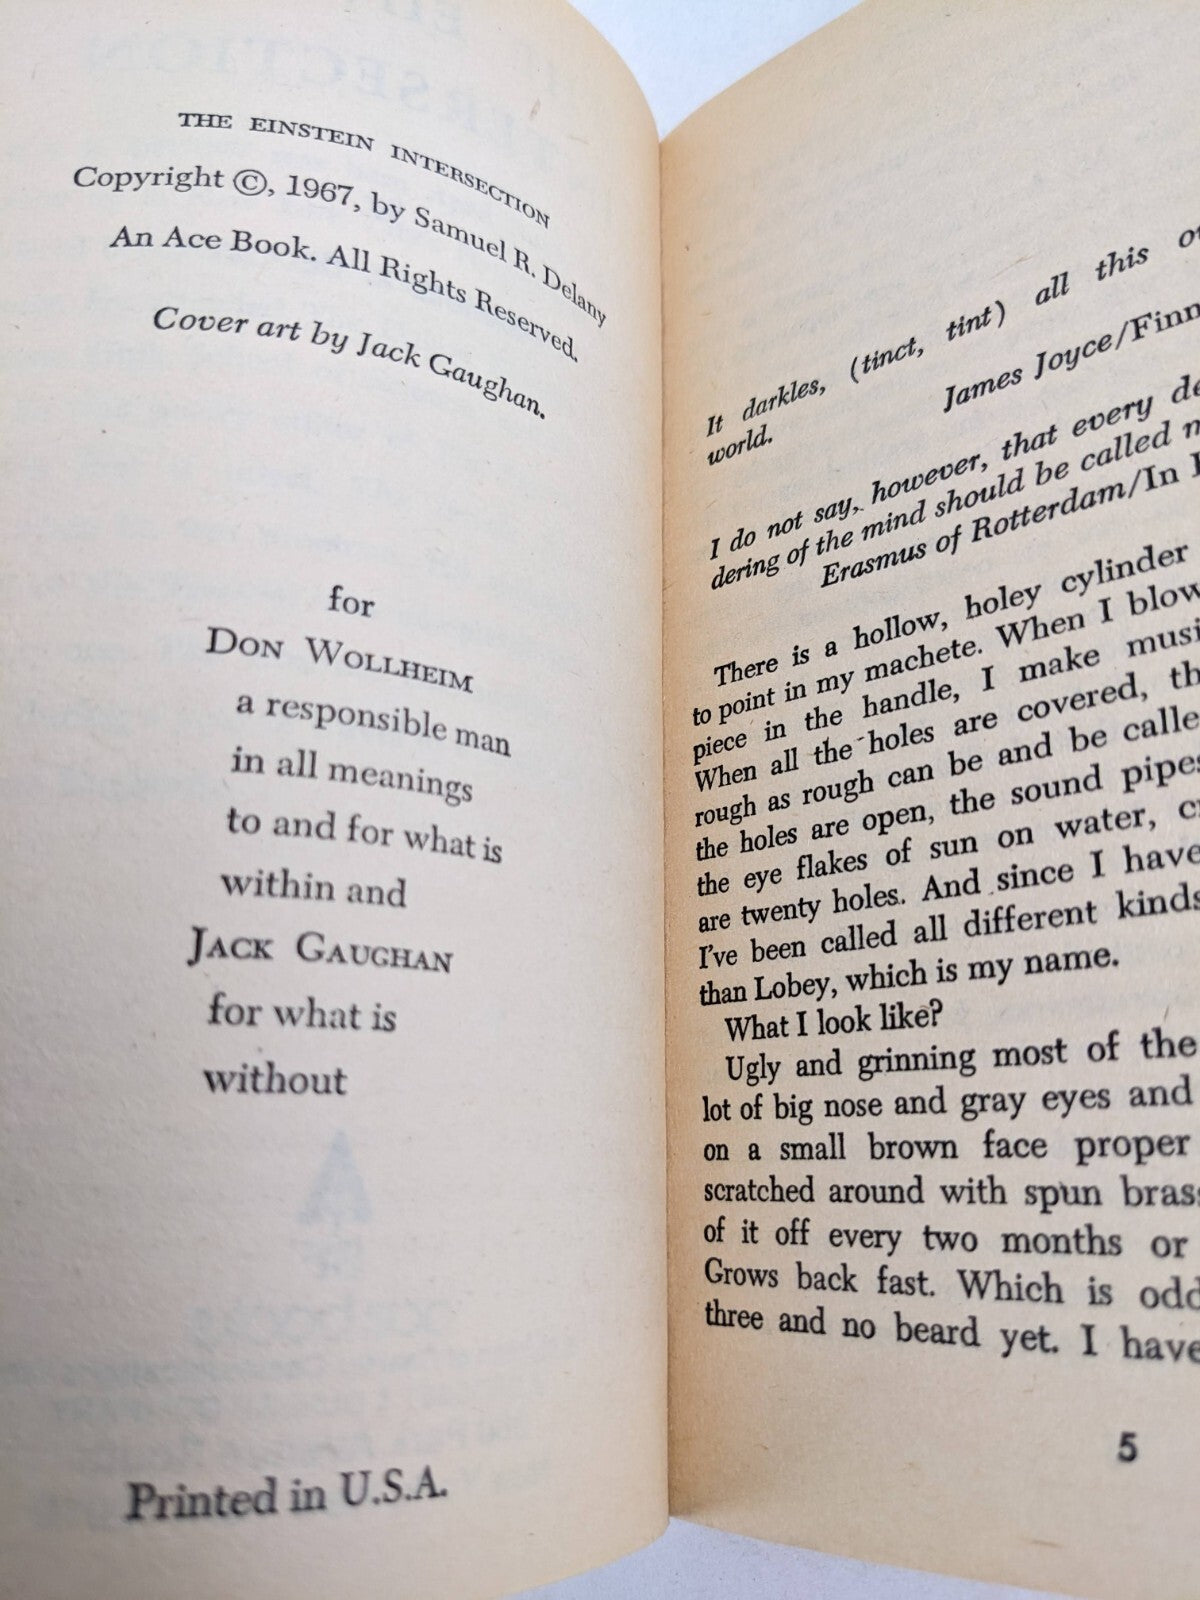 THE EINSTEIN INTERSECTION
Copyright ©, 1967, by Samuel R. Delany
An Ace Book. All Rights Reserved.
Cover art by Jack Gaughan.
for
DON WOLLHEIM
a responsible man
in all meanings
to and for what is
within and
JACK GAUGHAN
for what is
without
Printed in U.S.A.
It darkles, (tinct, tint) all this
world.
James Joyce/Finn
I do not say, however, that every de
dering of the mind should be called
Erasmus of Rotterdam/In
There is a hollow, holey cylinder
to point in my machete. When I blow
piece in the handle, I make musi
When all the holes are covered, th
rough as rough can be and be calle
the holes are open, the sound pipes
the eye flakes of sun on water, c
are twenty holes. And since I have
I've been called all different kinds
than Lobey, which is my name.
What I look like?
Ugly and grinning most of the
lot of big nose and gray eyes and
on a small brown face proper
scratched around with spun brass
of it off every two months or
Grows back fast. Which is odd
three and no beard yet. I have
5